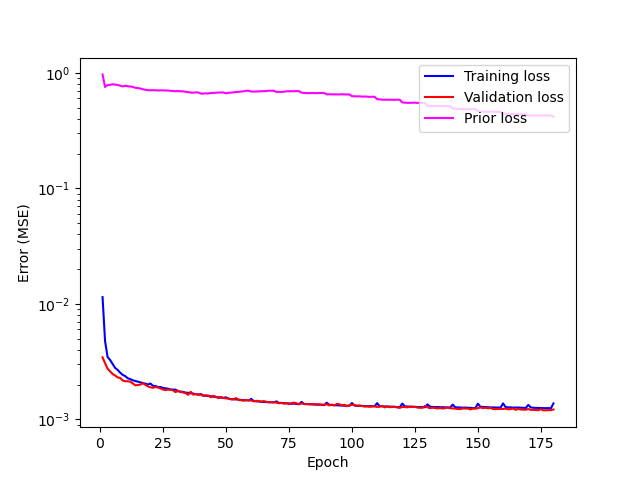 Training loss
Validation loss
Prior loss
10⁰
10⁻¹
10⁻²
10⁻³
Error (MSE)
0 25 50 75 100 125 150 175
Epoch